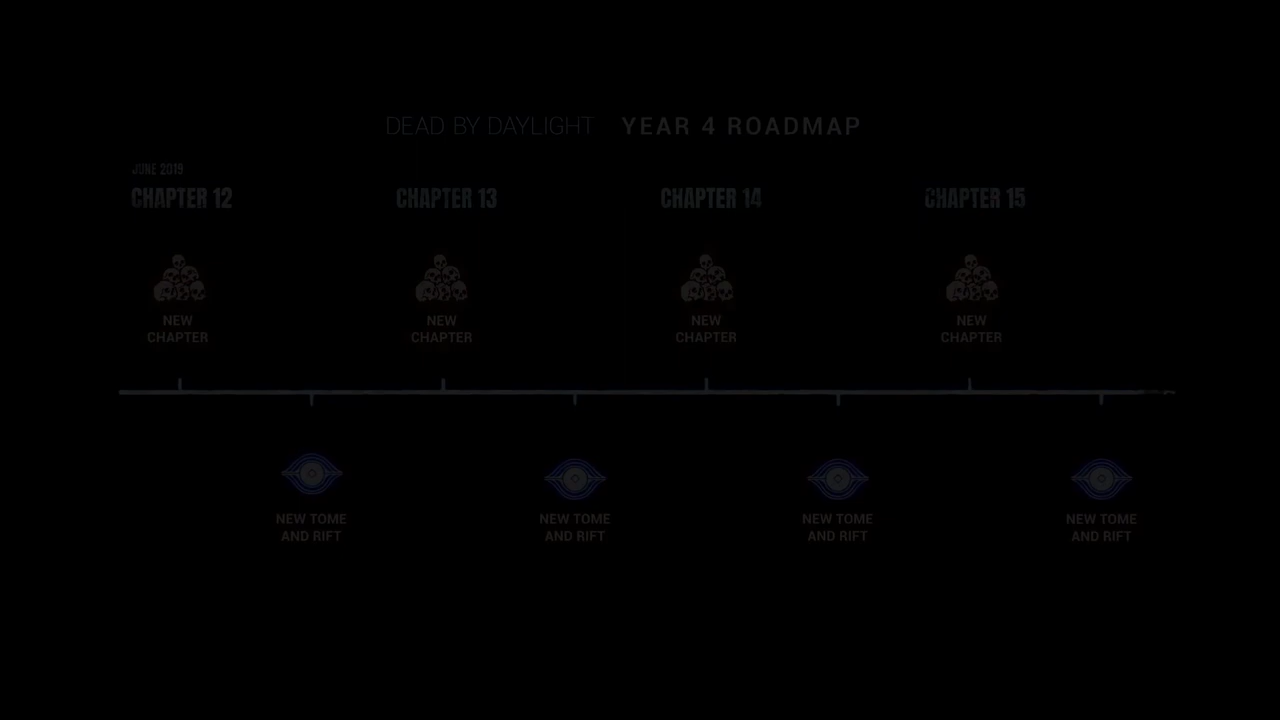 DEAD BY DAYLIGHT YEAR 4 ROADMAP
JUNE 2019
CHAPTER 12
CHAPTER 13
CHAPTER 14
CHAPTER 15
NEW
CHAPTER
NEW
CHAPTER
NEW
CHAPTER
NEW
CHAPTER
NEW TOME
AND RIFT
NEW TOME
AND RIFT
NEW TOME
AND RIFT
NEW TOME
AND RIFT